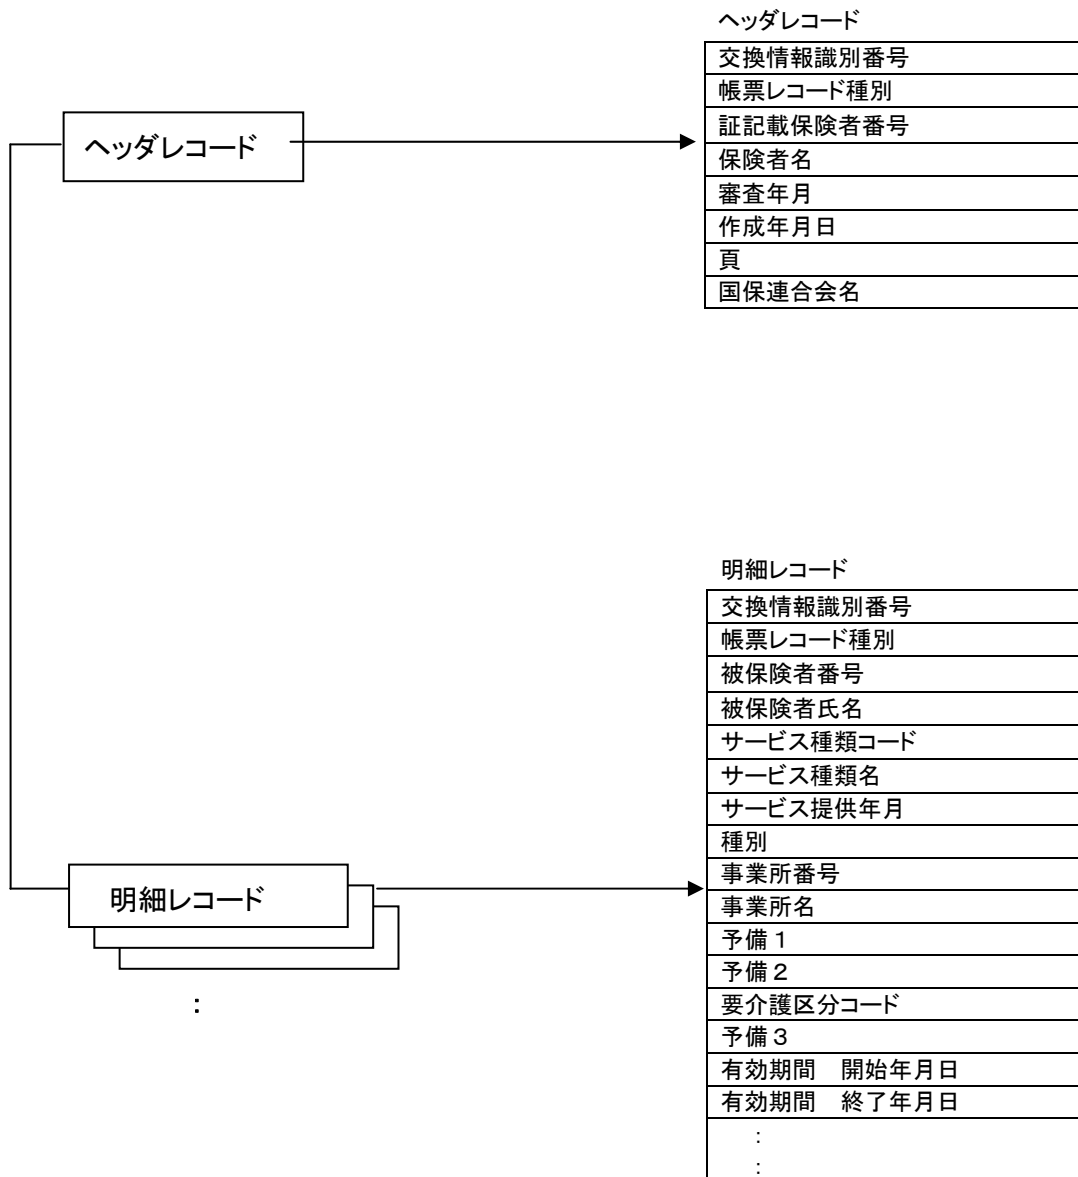 ヘッダレコード
交換情報識別番号
帳票レコード種別
証記載保険者番号
保険者名
審査年月
作成年月日
頁
国保連合会名
ヘッダレコード
明細レコード
交換情報識別番号
帳票レコード種別
被保険者番号
被保険者氏名
サービス種類コード
サービス種類名
サービス提供年月
種別
事業所番号
事業所名
予備1
予備2
要介護区分コード
予備3
有効期間　開始年月日
有効期間　終了年月日
:
:
明細レコード
: